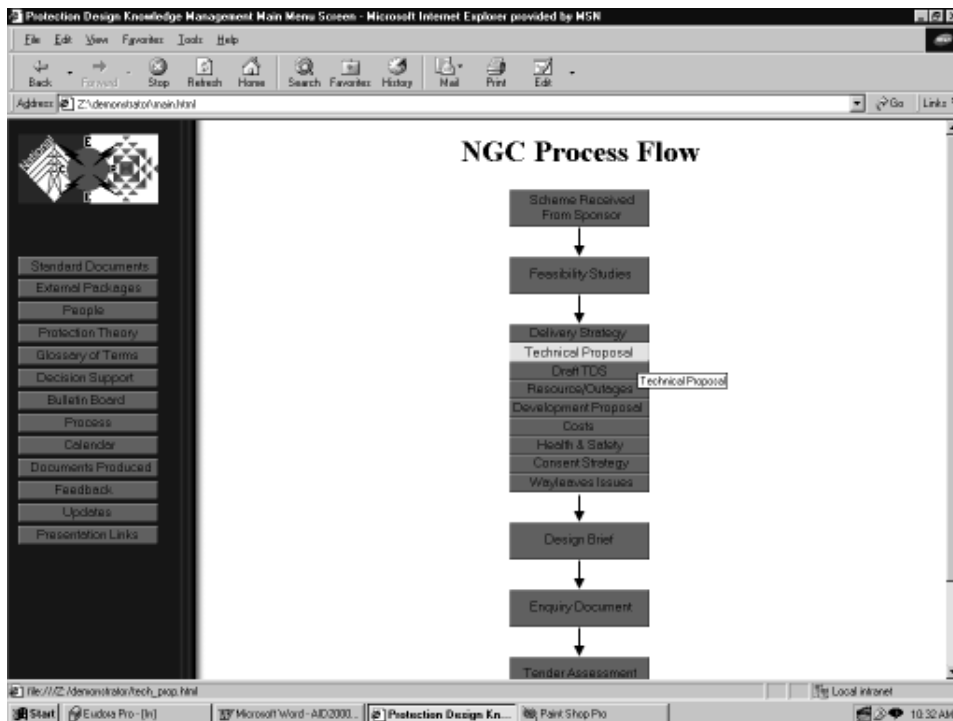 Protection Design Knowledge Management Main Menu Screen - Microsoft Internet Explorer provided by MSN
File Edit View Favorites Tools Help
Back Forward Stop Refresh Home Search Favorites History Mail Print Edit
Address Z:\demonstrator\main.html Go Links
National
NGC Process Flow
Scheme Received
From Sponsor
Feasibility Studies
Delivery Strategy
Technical Proposal
Draft TDS
Technical Proposal
Resource/Outages
Development Proposal
Costs
Health & Safety
Consent Strategy
Wayleaves Issues
Design Brief
Enquiry Document
Tender Assessment
Standard Documents
External Packages
People
Protection Theory
Glossary of Terms
Decision Support
Bulletin Board
Process
Calendar
Documents Produced
Feedback
Updates
Presentation Links
file:///Z:/demonstrator/tech_prop.html Local intranet
Start Eudora Pro - [In] Microsoft Word - AID2000... Protection Design Kn... Paint Shop Pro 10:32 AM